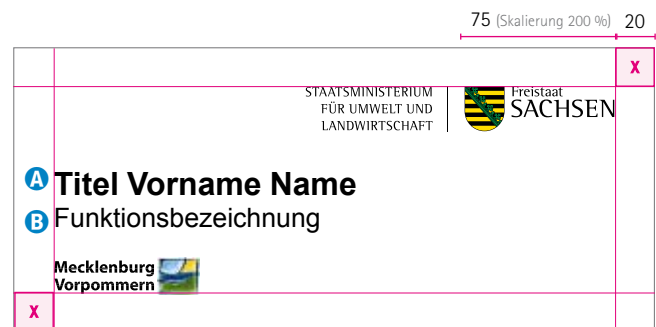 75 (Skalierung 200 %) 20
X
STAATSMINISTERIUM
FÜR UMWELT UND
LANDWIRTSCHAFT
Freistaat
SACHSEN
A Titel Vorname Name
B Funktionsbezeichnung
Mecklenburg
Vorpommern
X